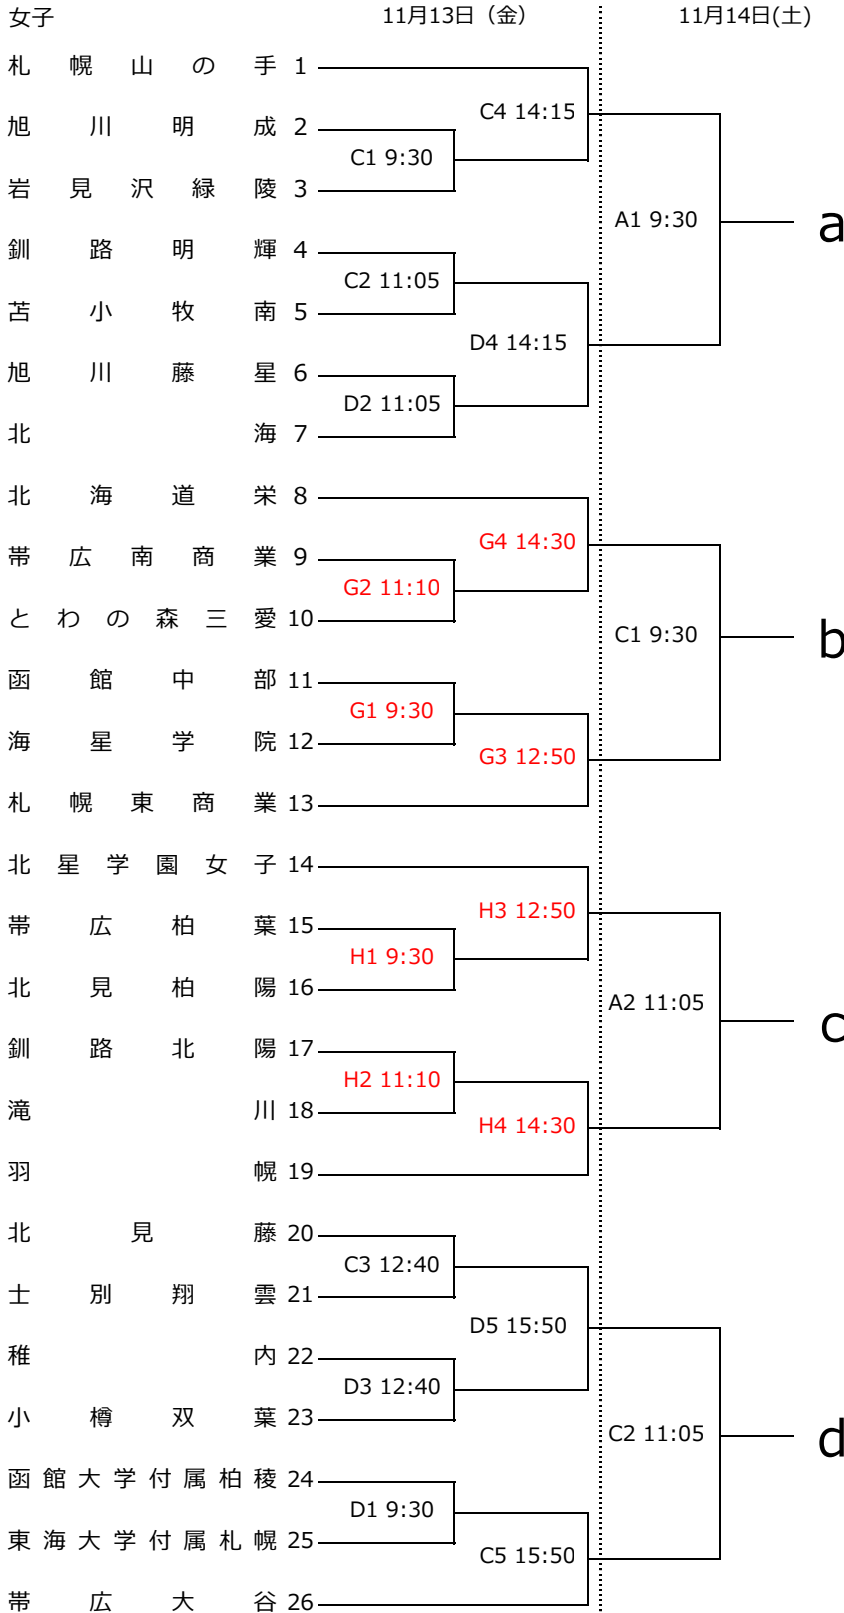 女子 11月13日（金） 11月14日(土)
札幌山の手 1
C4 14:15
旭川明成 2
C1 9:30
岩見沢緑陵 3
A1 9:30
a
釧路明輝 4
C2 11:05
苫小牧南 5
D4 14:15
旭川藤星 6
D2 11:05
北海 7
北海道栄 8
G4 14:30
帯広南商業 9
G2 11:10
とわの森三愛 10
C1 9:30
b
函館中部 11
G1 9:30
海星学院 12
G3 12:50
札幌東商業 13
北星学園女子 14
H3 12:50
帯広柏葉 15
H1 9:30
北見柏陽 16
A2 11:05
c
釧路北陽 17
H2 11:10
滝川 18
H4 14:30
羽幌 19
北見藤 20
C3 12:40
士別翔雲 21
D5 15:50
稚内 22
D3 12:40
小樽双葉 23
C2 11:05
d
函館大学付属柏稜 24
D1 9:30
東海大学付属札幌 25
C5 15:50
帯広大谷 26